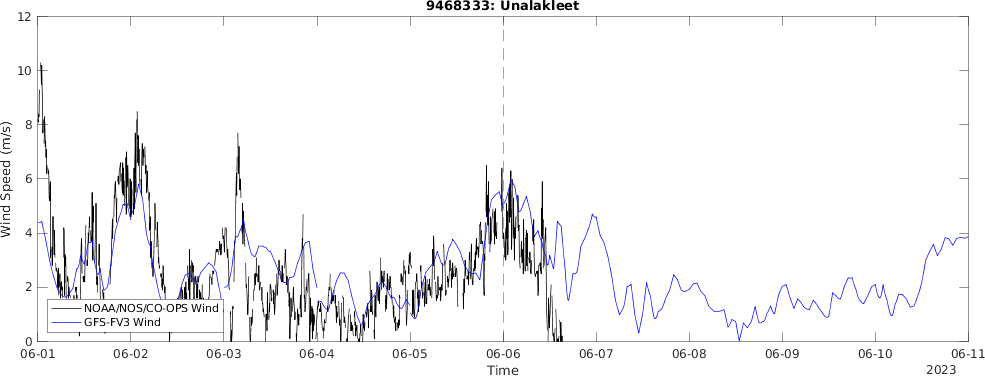 9468333: Unalakleet
12
10
8
6
4
2
0
Wind Speed (m/s)
NOAA/NOS/CO-OPS Wind
GFS-FV3 Wind
06-01 06-02 06-03 06-04 06-05 06-06 06-07 06-08 06-09 06-10 06-11
Time
2023